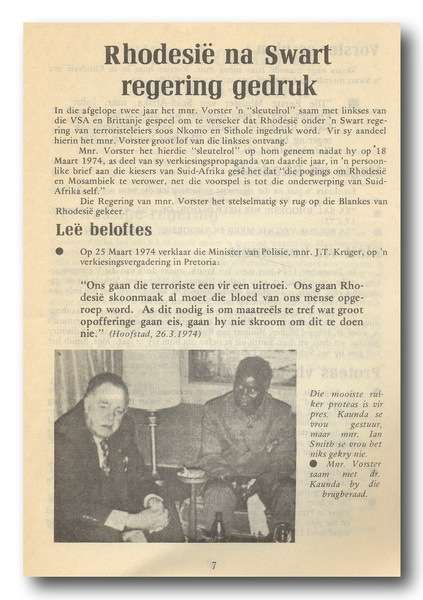 Rhodesië na Swart
regering gedruk
In die afgelope twee jaar het mnr. Vorster 'n "sleutelrol" saam met linkses van
die VSA en Brittanje gespeel om te verseker dat Rhodesië onder 'n Swart rege-
ring van terroristeleiers soos Nkomo en Sithole ingedruk word. Vir sy aandeel
hierin het mnr. Vorster groot lof van die linkses ontvang.
Mnr. Vorster het hierdie "sleutelrol" op hom geneem nadat hy op 18
Maart 1974, as deel van sy verkiesingspropaganda van daardie jaar, in 'n persoon-
like brief aan die kiesers van Suid-Afrika gesê het dat "die pogings om Rhodesië
en Mosambiek te verower, net die voorspel is tot die onderwerping van Suid-
Afrika self."
Die Regering van mnr. Vorster het stelselmatig sy rug op die Blankes van
Rhodesië gekeer.
Leë beloftes
● Op 25 Maart 1974 verklaar die Minister van Polisie, mnr. J.T. Kruger, op 'n
verkiesingsvergadering in Pretoria:
"Ons gaan die terroriste een vir een uitroei. Ons gaan Rho-
desië skoonmaak al moet die bloed van ons mense opge-
roep word. As dit nodig is om maatreëls te tref wat groot
opofferinge gaan eis, gaan hy nie skroom om dit te doen
nie." (Hoofstad, 26.3.1974)
Die mooiste rui-
ker proteas is vir
pres. Kaunda se
vrou gestuur,
maar mnr. Ian
Smith se vrou het
niks gekry nie.
● Mnr. Vorster
saam met dr.
Kaunda by die
brugberaad.
7